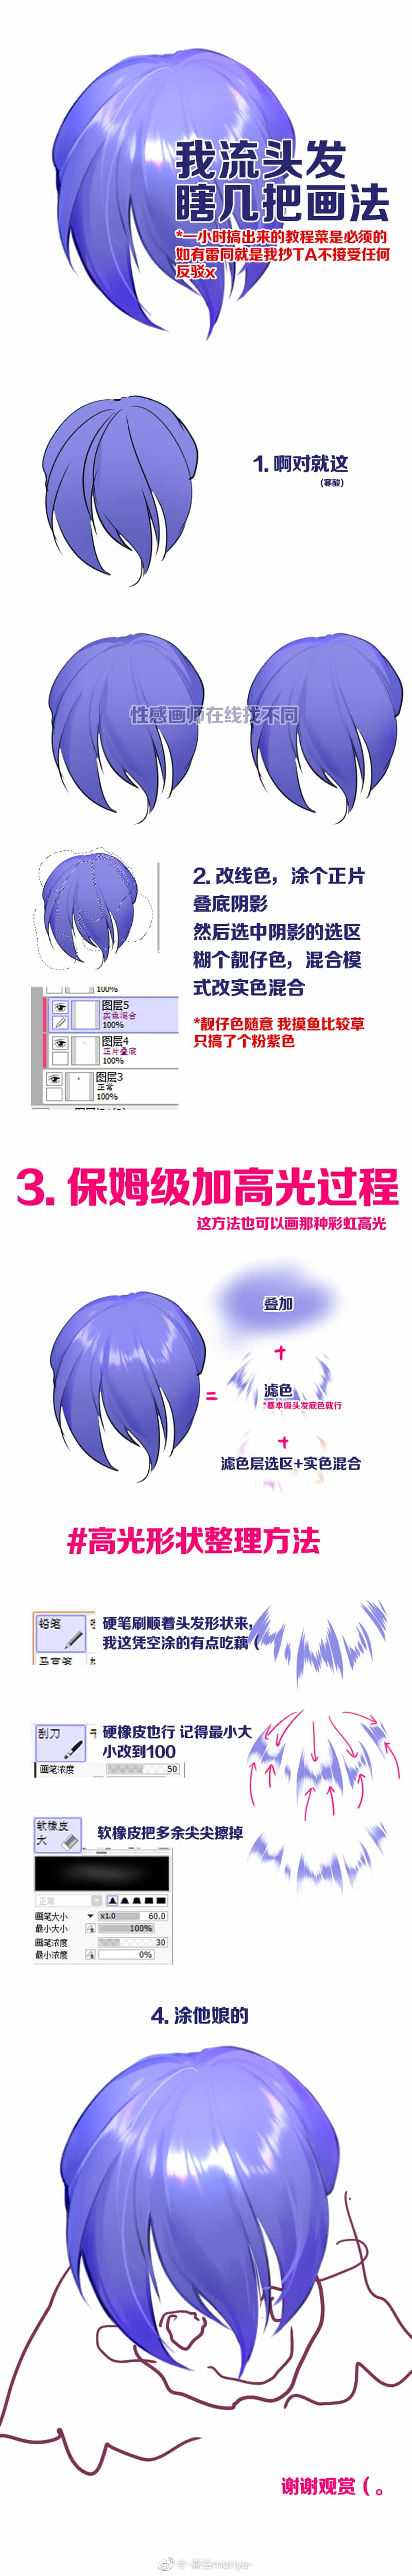 我流头发
瞎几把画法
*一小时搞出来的教程菜是必须的
如有雷同就是我抄TA不接受任何
反驳x
1. 啊对就这
(寒酸)
性感画师在线找不同
2. 改线色，涂个正片
叠底阴影
然后选中阴影的选区
糊个靓仔色，混合模
式改实色混合
*靓仔色随意 我摸鱼比较草
只搞了个粉紫色
100%
图层5
实色混合
100%
图层4
正片叠底
100%
图层3
正常
100%
3. 保姆级加高光过程
这方法也可以画那种彩虹高光
叠加
+
=
滤色
*基本吸头发底色就行
+
滤色层选区+实色混合
#高光形状整理方法
铅笔
硬笔刷顺着头发形状来，
我这凭空涂的有点吃藕（
刮刀
硬橡皮也行 记得最小大
小改到100
画笔浓度 50
软橡皮
大
软橡皮把多余尖尖擦掉
正常
画笔大小 x1.0 60.0
最小大小 100%
画笔浓度 30
最小浓度 0%
4. 涂他娘的
谢谢观赏（。